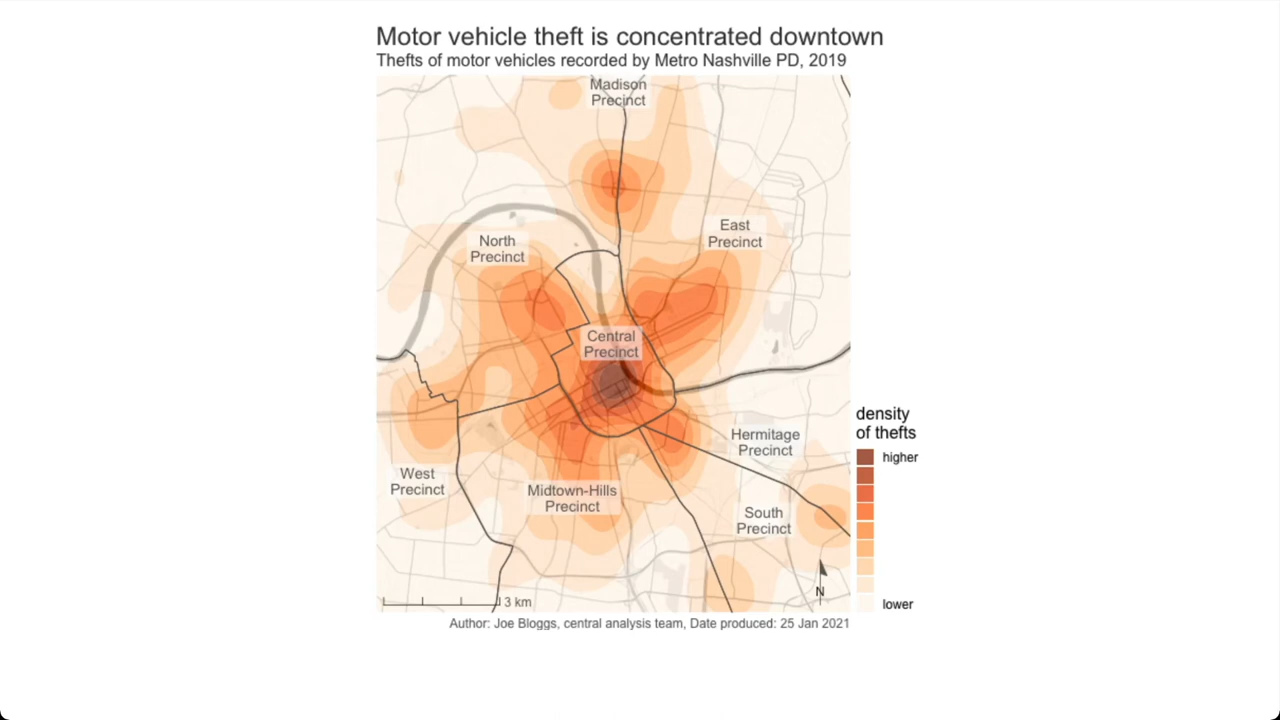 Motor vehicle theft is concentrated downtown
Thefts of motor vehicles recorded by Metro Nashville PD, 2019
Madison
Precinct
East
Precinct
North
Precinct
Central
Precinct
density
of thefts
Hermitage
Precinct
higher
West
Precinct
Midtown-Hills
Precinct
South
Precinct
N
3 km
lower
Author: Joe Bloggs, central analysis team, Date produced: 25 Jan 2021